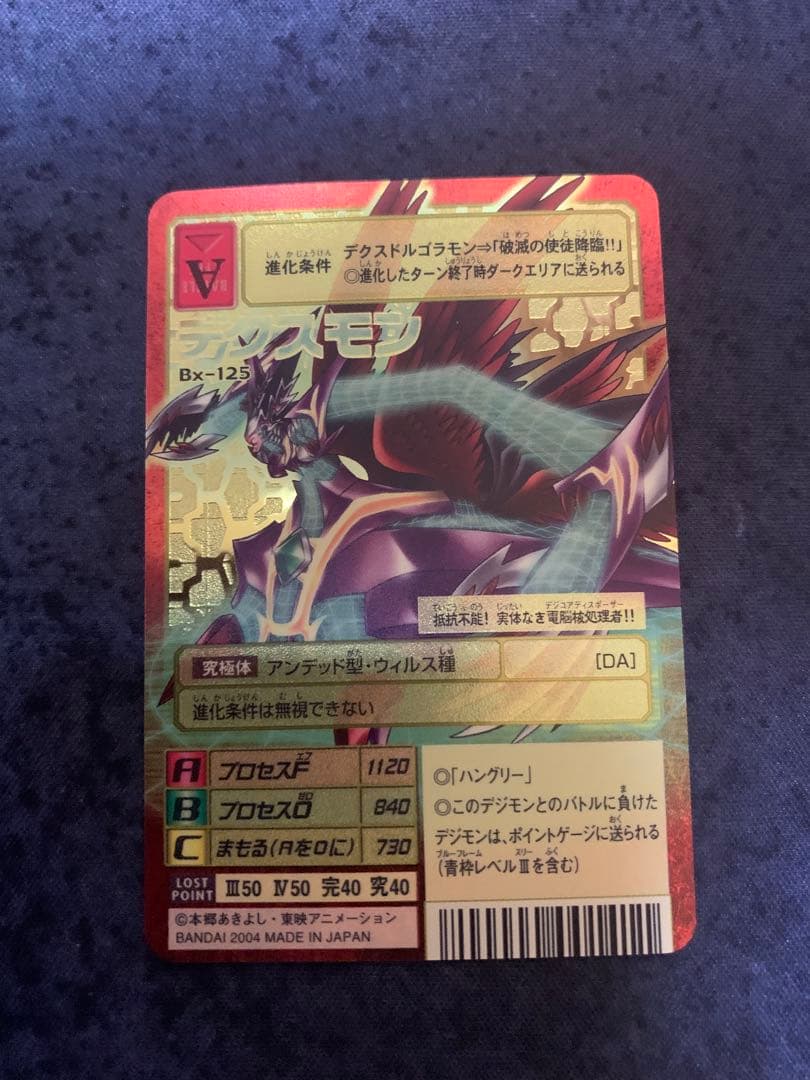 A
BATTLE
進化条件 デクスドルゴラモン⇒「破滅の使徒降臨!!」
◎進化したターン終了時ダークエリアに送られる
デクスモン
Bx-125
抵抗不能! 実体なき電脳核処理者!!
究極体 アンデッド型・ウィルス種 [DA]
進化条件は無視できない
A プロセスF 1120
B プロセス0 840
C まもる(Aを0に) 730
LOST POINT Ⅲ50 Ⅳ50 完40 究40
◎「ハングリー」
◎このデジモンとのバトルに負けた
デジモンは、ポイントゲージに送られる
(青枠レベルⅢを含む)
©本郷あきよし・東映アニメーション
BANDAI 2004 MADE IN JAPAN